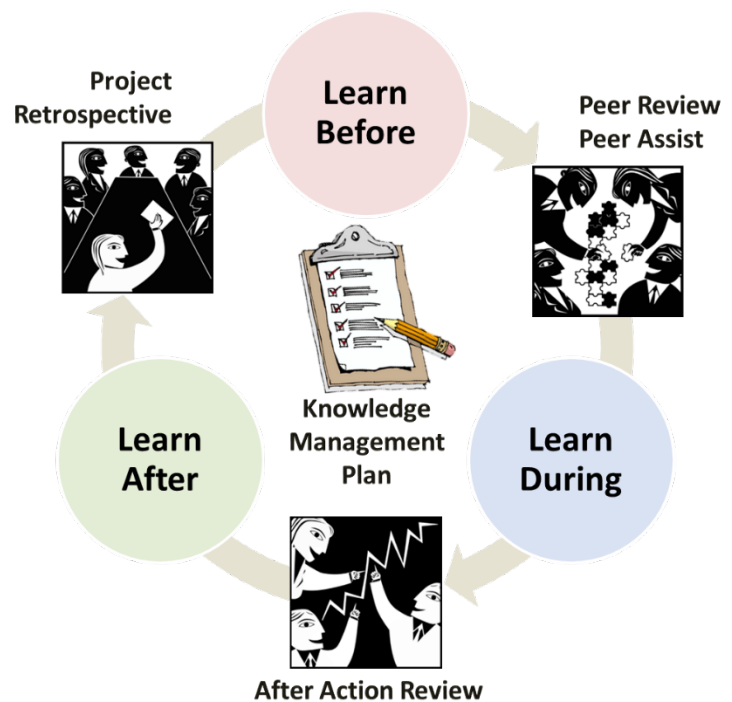 Learn
Before
Project
Retrospective
Peer Review
Peer Assist
Knowledge
Management
Plan
Learn
After
Learn
During
After Action Review